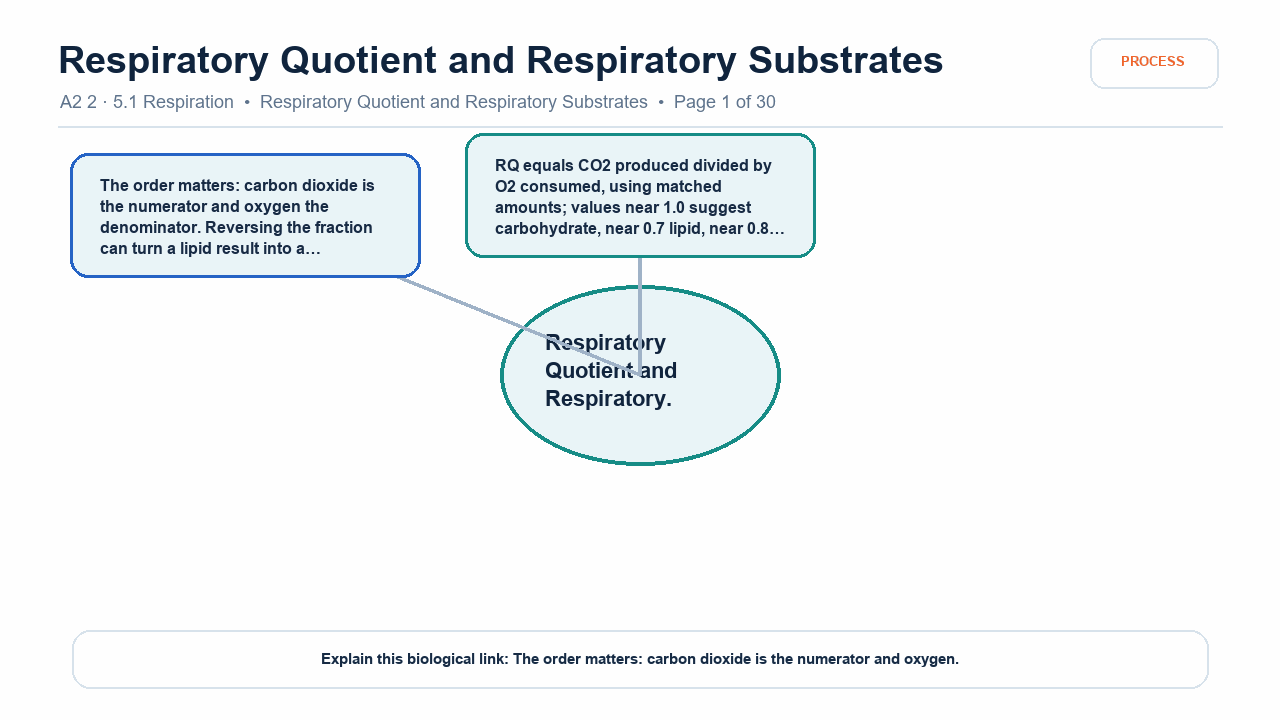 Respiratory Quotient and Respiratory Substrates
PROCESS
A2 2 · 5.1 Respiration • Respiratory Quotient and Respiratory Substrates • Page 1 of 30
The order matters: carbon dioxide is
the numerator and oxygen the
denominator. Reversing the fraction
can turn a lipid result into a…
RQ equals CO2 produced divided by
O2 consumed, using matched
amounts; values near 1.0 suggest
carbohydrate, near 0.7 lipid, near 0.8…
Respiratory
Quotient and
Respiratory.
Explain this biological link: The order matters: carbon dioxide is the numerator and oxygen.